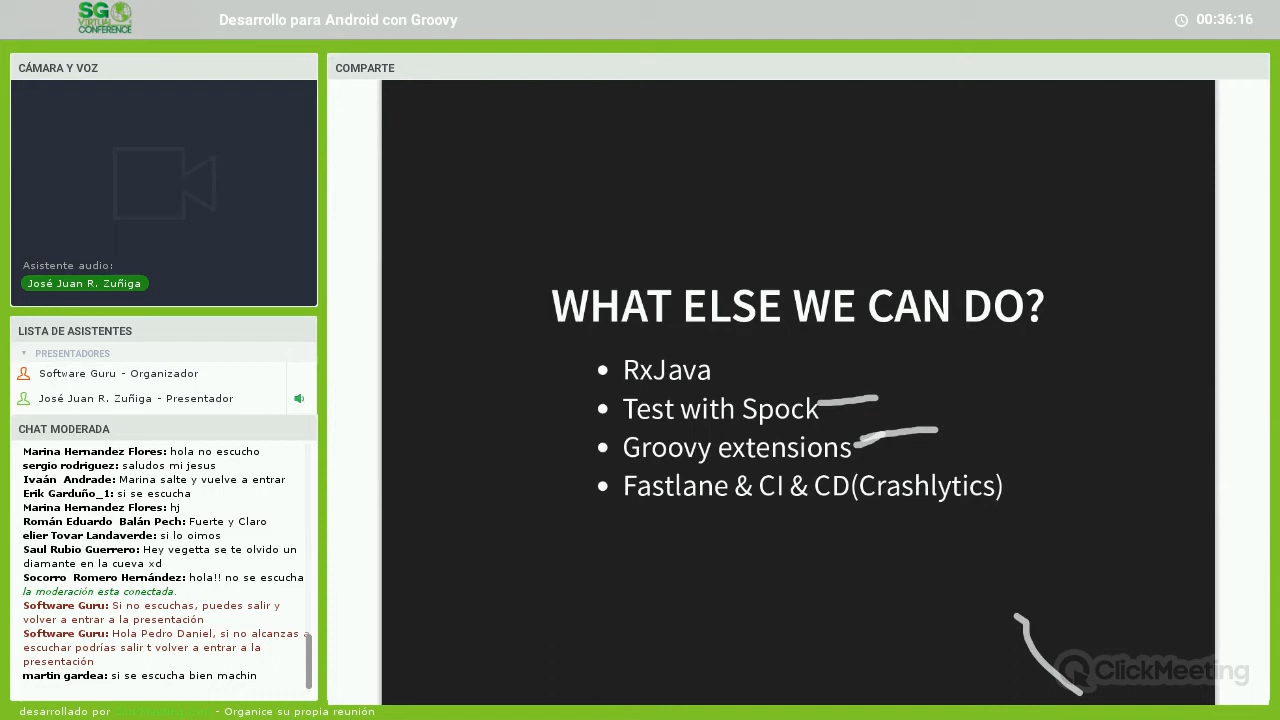 SG
VIRTUAL
CONFERENCE
Desarrollo para Android con Groovy
00:36:16
CÁMARA Y VOZ
Asistente audio:
José Juan R. Zuñiga
LISTA DE ASISTENTES
PRESENTADORES
Software Guru - Organizador
José Juan R. Zuñiga - Presentador
CHAT MODERADA
Marina Hernandez Flores: hola no escucho
sergio rodriguez: saludos mi jesus
Ivaán Andrade: Marina salte y vuelve a entrar
Erik Garduño_1: si se escucha
Marina Hernandez Flores: hj
Román Eduardo Balán Pech: Fuerte y Claro
elier Tovar Landaverde: si lo oimos
Saul Rubio Guerrero: Hey vegetta se te olvido un
diamante en la cueva xd
Socorro Romero Hernández: hola!! no se escucha
la moderación esta conectada.
Software Guru: Si no escuchas, puedes salir y
volver a entrar a la presentación
Software Guru: Hola Pedro Daniel, si no alcanzas a
escuchar podrías salir t volver a entrar a la
presentación
martin gardea: si se escucha bien machin
COMPARTE
WHAT ELSE WE CAN DO?
• RxJava
• Test with Spock
• Groovy extensions
• Fastlane & CI & CD(Crashlytics)
ClickMeeting
desarrollado por - Organice su propia reunión